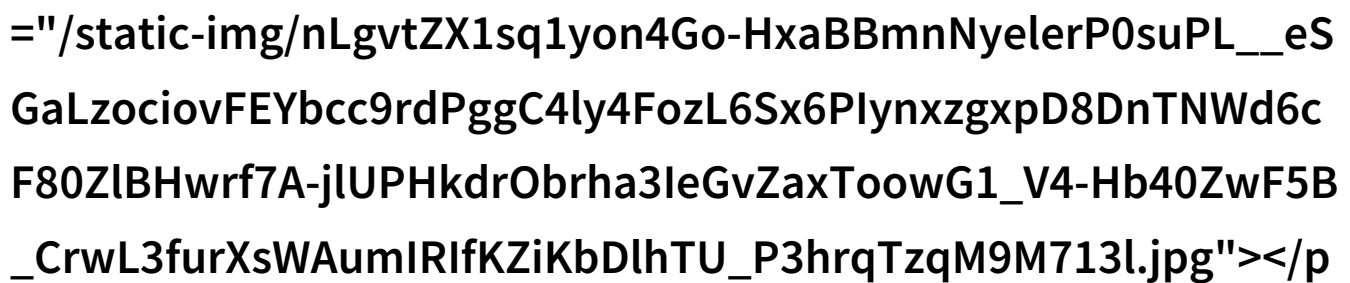 ="/static-img/nLgvtZX1sq1yon4Go-HxaBBmnNyelerP0suPL__eS
GaLzociovFEYbcc9rdPggC4ly4FozL6Sx6PIynxzgxpD8DnTNWd6c
F80ZlBHwrf7A-jlUPHkdrObrha3IeGvZaxToowG1_V4-Hb40ZwF5B
_CrwL3furXsWAumIRIfKZiKbDlhTU_P3hrqTzqM9M713l.jpg"></p